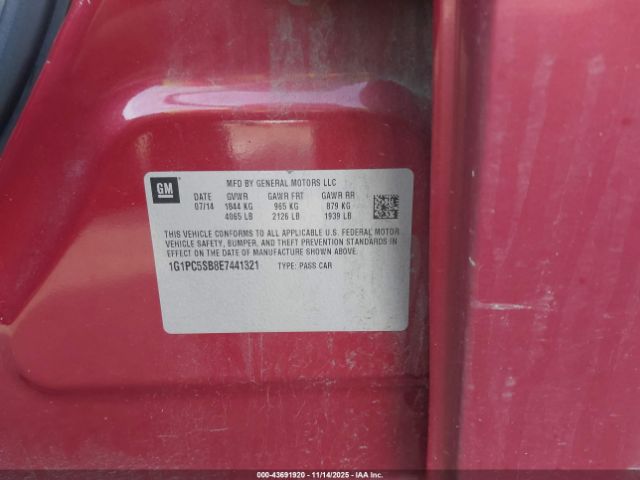 GM
MFD BY GENERAL MOTORS LLC
DATE GVWR GAWR FRT GAWR RR
07/14 1844 KG 965 KG 879 KG
4065 LB 2126 LB 1939 LB
THIS VEHICLE CONFORMS TO ALL APPLICABLE U.S. FEDERAL MOTOR
VEHICLE SAFETY, BUMPER, AND THEFT PREVENTION STANDARDS
IN EFFECT ON THE DATE OF MANUFACTURE SHOWN ABOVE.
1G1PC5SB8E7441321 TYPE: PASS CAR
000-43691920 - 11/14/2025 - IAA Inc.